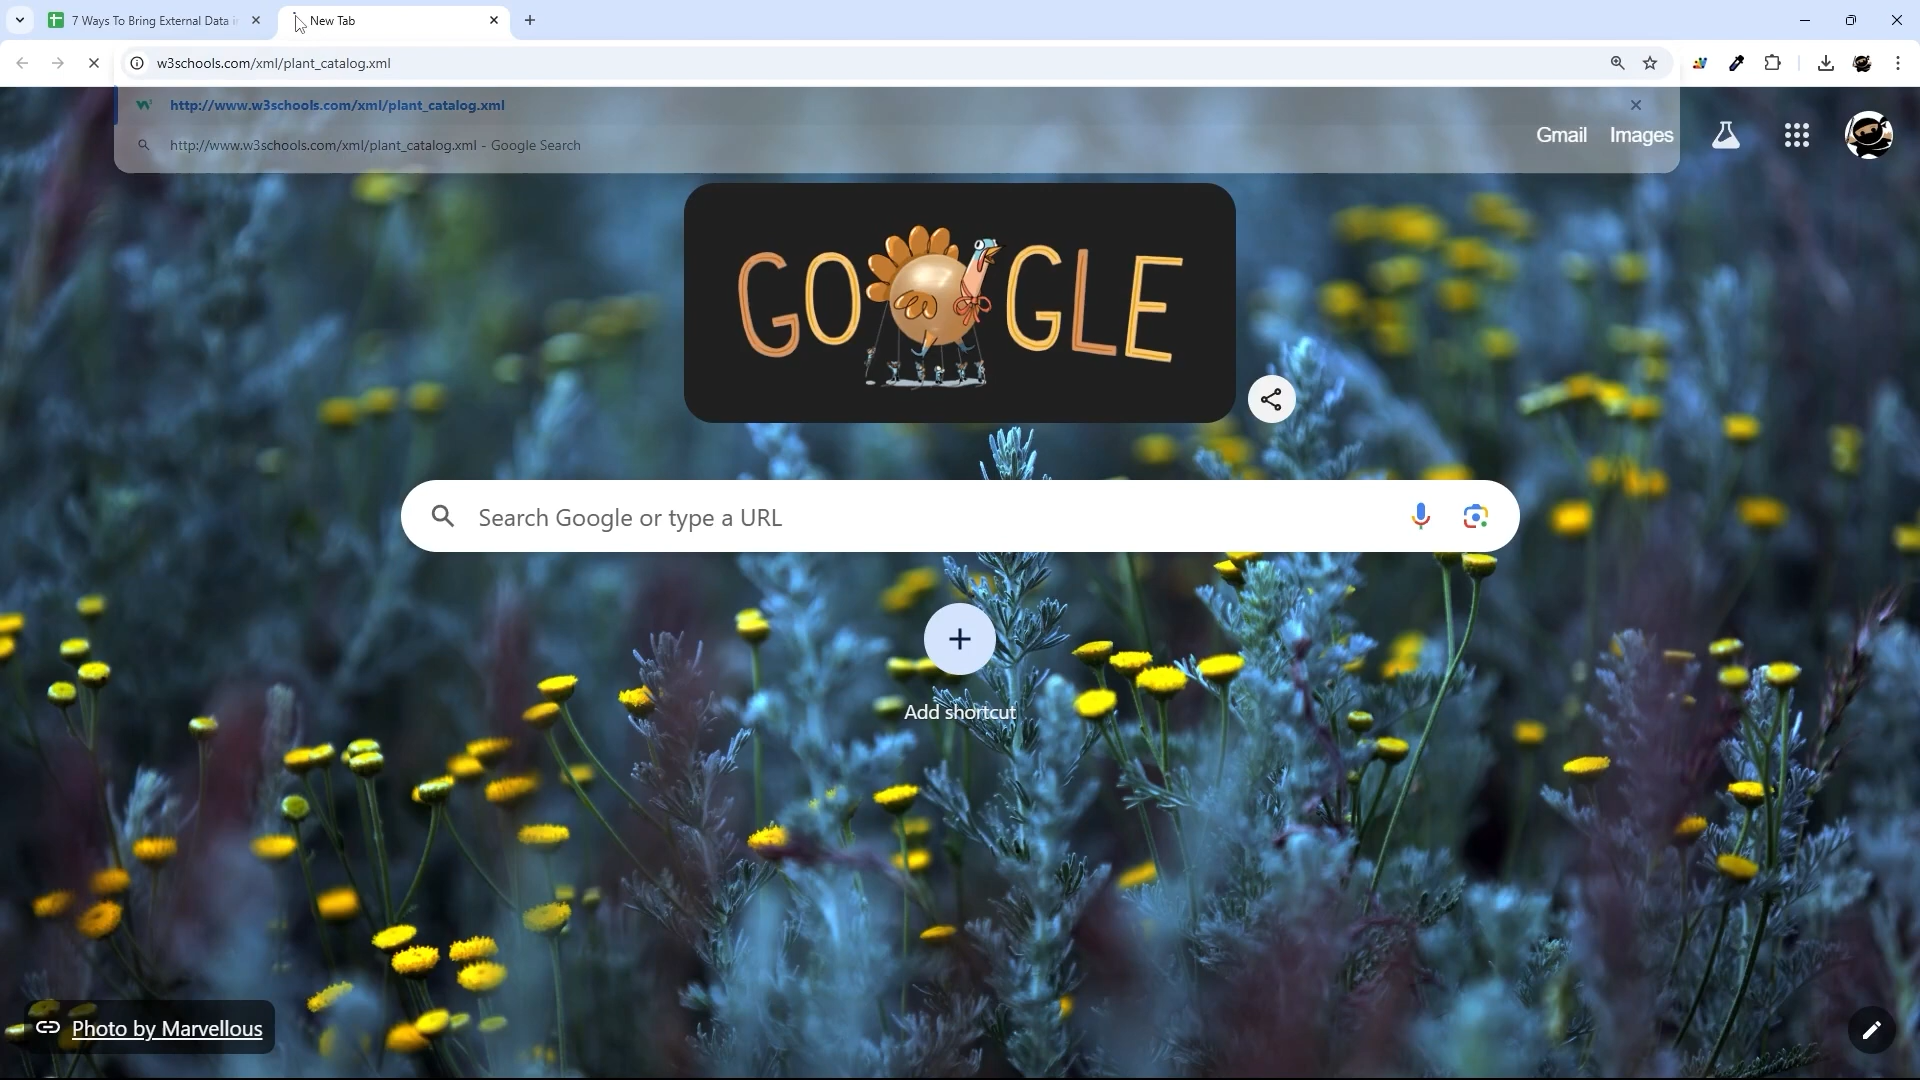 7 Ways To Bring External Data in
New Tab
w3schools.com/xml/plant_catalog.xml
http://www.w3schools.com/xml/plant_catalog.xml
http://www.w3schools.com/xml/plant_catalog.xml - Google Search
Gmail Images
GOOGLE
Search Google or type a URL
Add shortcut
Photo by Marvellous